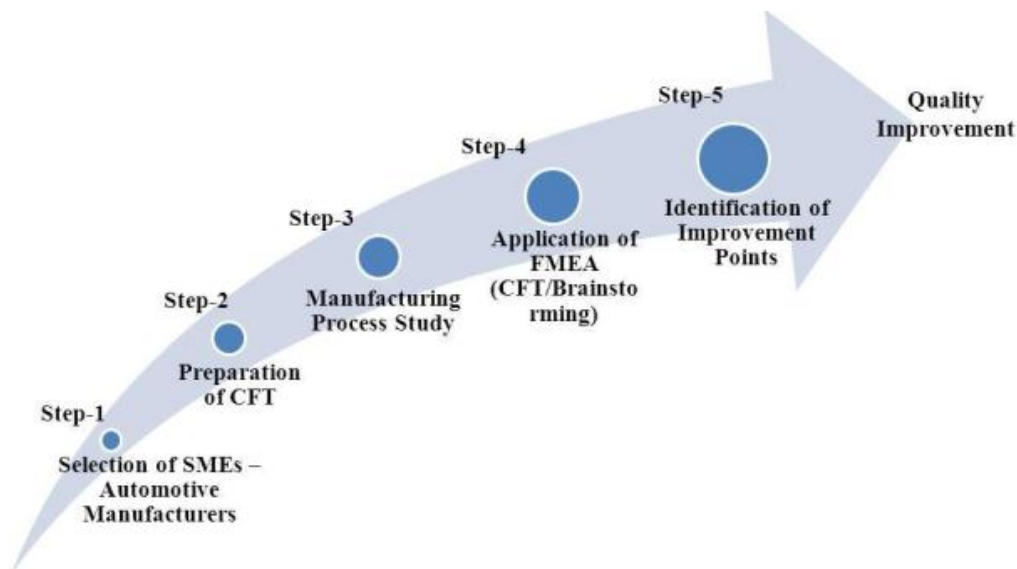 Step-1
Selection of SMEs –
Automotive
Manufacturers
Step-2
Preparation
of CFT
Step-3
Manufacturing
Process Study
Step-4
Application of
FMEA
(CFT/Brainsto
rming)
Step-5
Identification of
Improvement
Points
Quality
Improvement